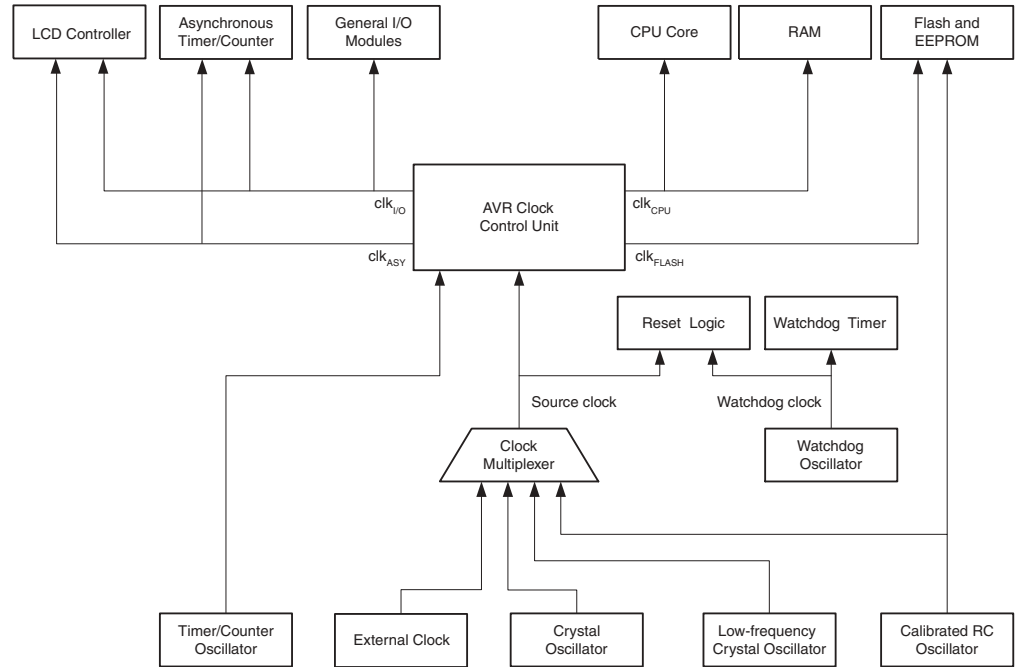 LCD Controller
Asynchronous
Timer/Counter
General I/O
Modules
CPU Core
RAM
Flash and
EEPROM
clkI/O
AVR Clock
Control Unit
clkCPU
clkASY
clkFLASH
Reset Logic
Watchdog Timer
Source clock
Watchdog clock
Clock
Multiplexer
Watchdog
Oscillator
Timer/Counter
Oscillator
External Clock
Crystal
Oscillator
Low-frequency
Crystal Oscillator
Calibrated RC
Oscillator